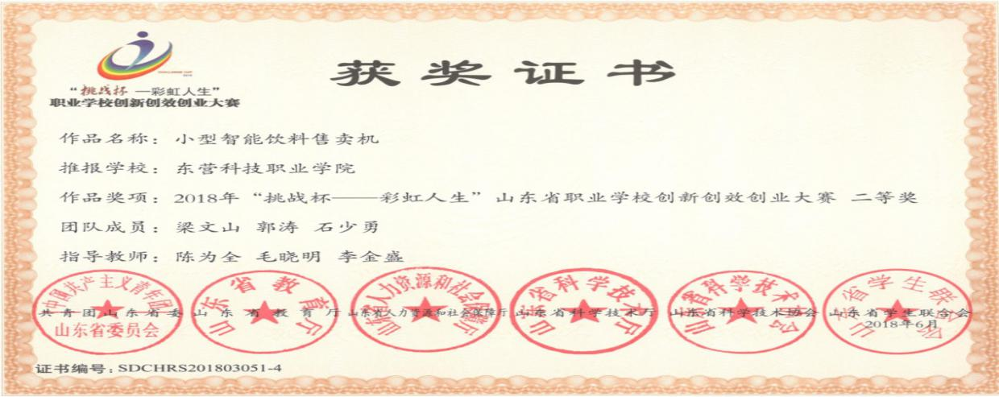 获奖证书
CHALLENGE CUP
2018
“挑战杯—彩虹人生”
职业学校创新创效创业大赛
作品名称：小型智能饮料售卖机
推报学校：东营科技职业学院
作品奖项：2018年“挑战杯——彩虹人生”山东省职业学校创新创效创业大赛 二等奖
团队成员：梁文山 郭涛 石少勇
指导教师：陈为全 毛晓明 李金盛
中国共产主义青年团
山东省委员会
山东省教育厅
山东省人力资源和社会保障厅
山东省科学技术厅
山东省科学技术协会
山东省学生联合会
共青团山东省委 山东省教育厅 山东省人力资源和社会保障厅 山东省科学技术厅 山东省科学技术协会 山东省学生联合会
2018年6月
证书编号：SDCHRS201803051-4